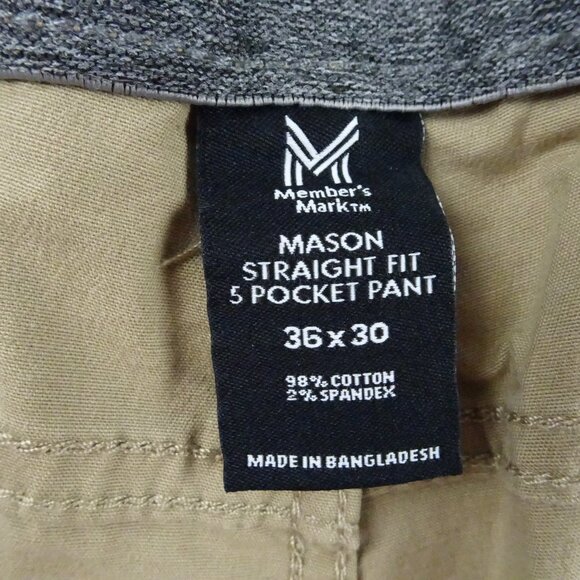 Member's
Mark™
MASON
STRAIGHT FIT
5 POCKET PANT
36 x 30
98% COTTON
2% SPANDEX
MADE IN BANGLADESH